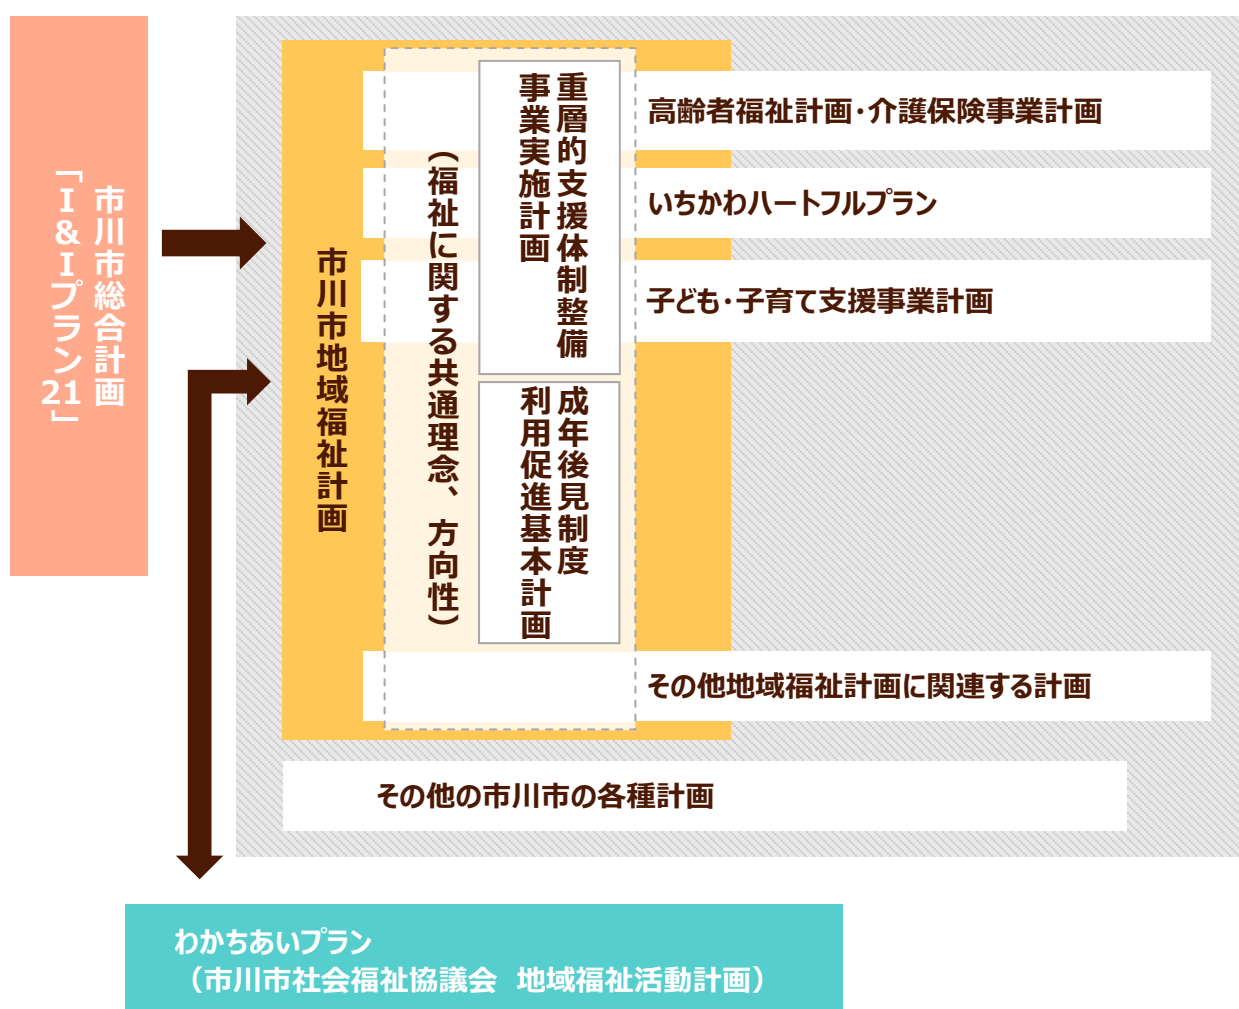 市川市総合計画
「I＆Iプラン21」
市川市地域福祉計画
（福祉に関する共通理念、方向性）
重層的支援体制整備
事業実施計画
成年後見制度
利用促進基本計画
高齢者福祉計画・介護保険事業計画
いちかわハートフルプラン
子ども・子育て支援事業計画
その他地域福祉計画に関連する計画
その他の市川市の各種計画
わかちあいプラン
（市川市社会福祉協議会　地域福祉活動計画）